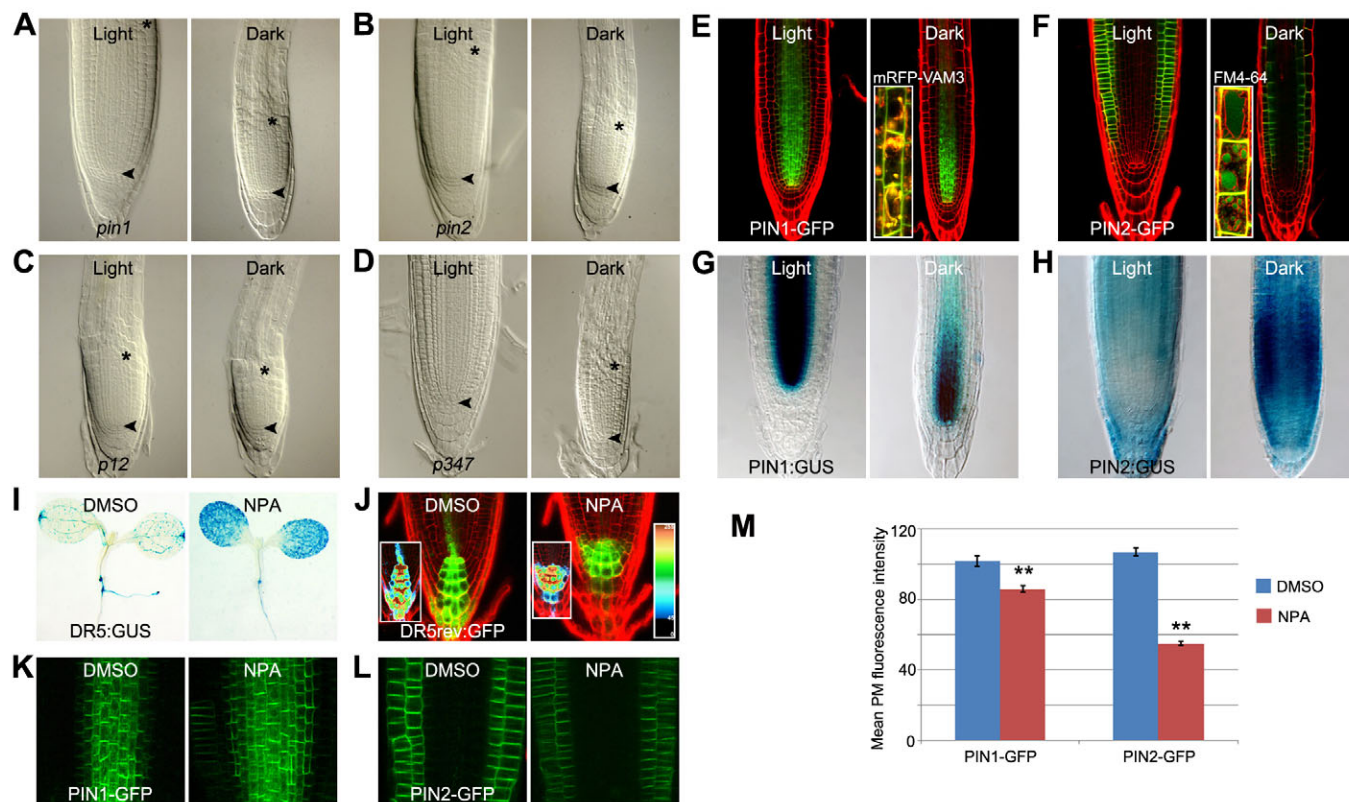 A
Light
Dark
*
*
pin1
B
Light
Dark
*
*
pin2
E
Light
Dark
mRFP-VAM3
PIN1-GFP
F
Light
Dark
FM4-64
PIN2-GFP
C
Light
Dark
*
*
p12
D
Light
Dark
*
p347
G
Light
Dark
PIN1:GUS
H
Light
Dark
PIN2:GUS
I
DMSO
NPA
DR5:GUS
J
DMSO
NPA
DR5rev:GFP
K
DMSO
NPA
PIN1-GFP
L
DMSO
NPA
PIN2-GFP
M
Mean PM fluorescence intensity
120
80
40
0
**
**
PIN1-GFP
PIN2-GFP
DMSO
NPA